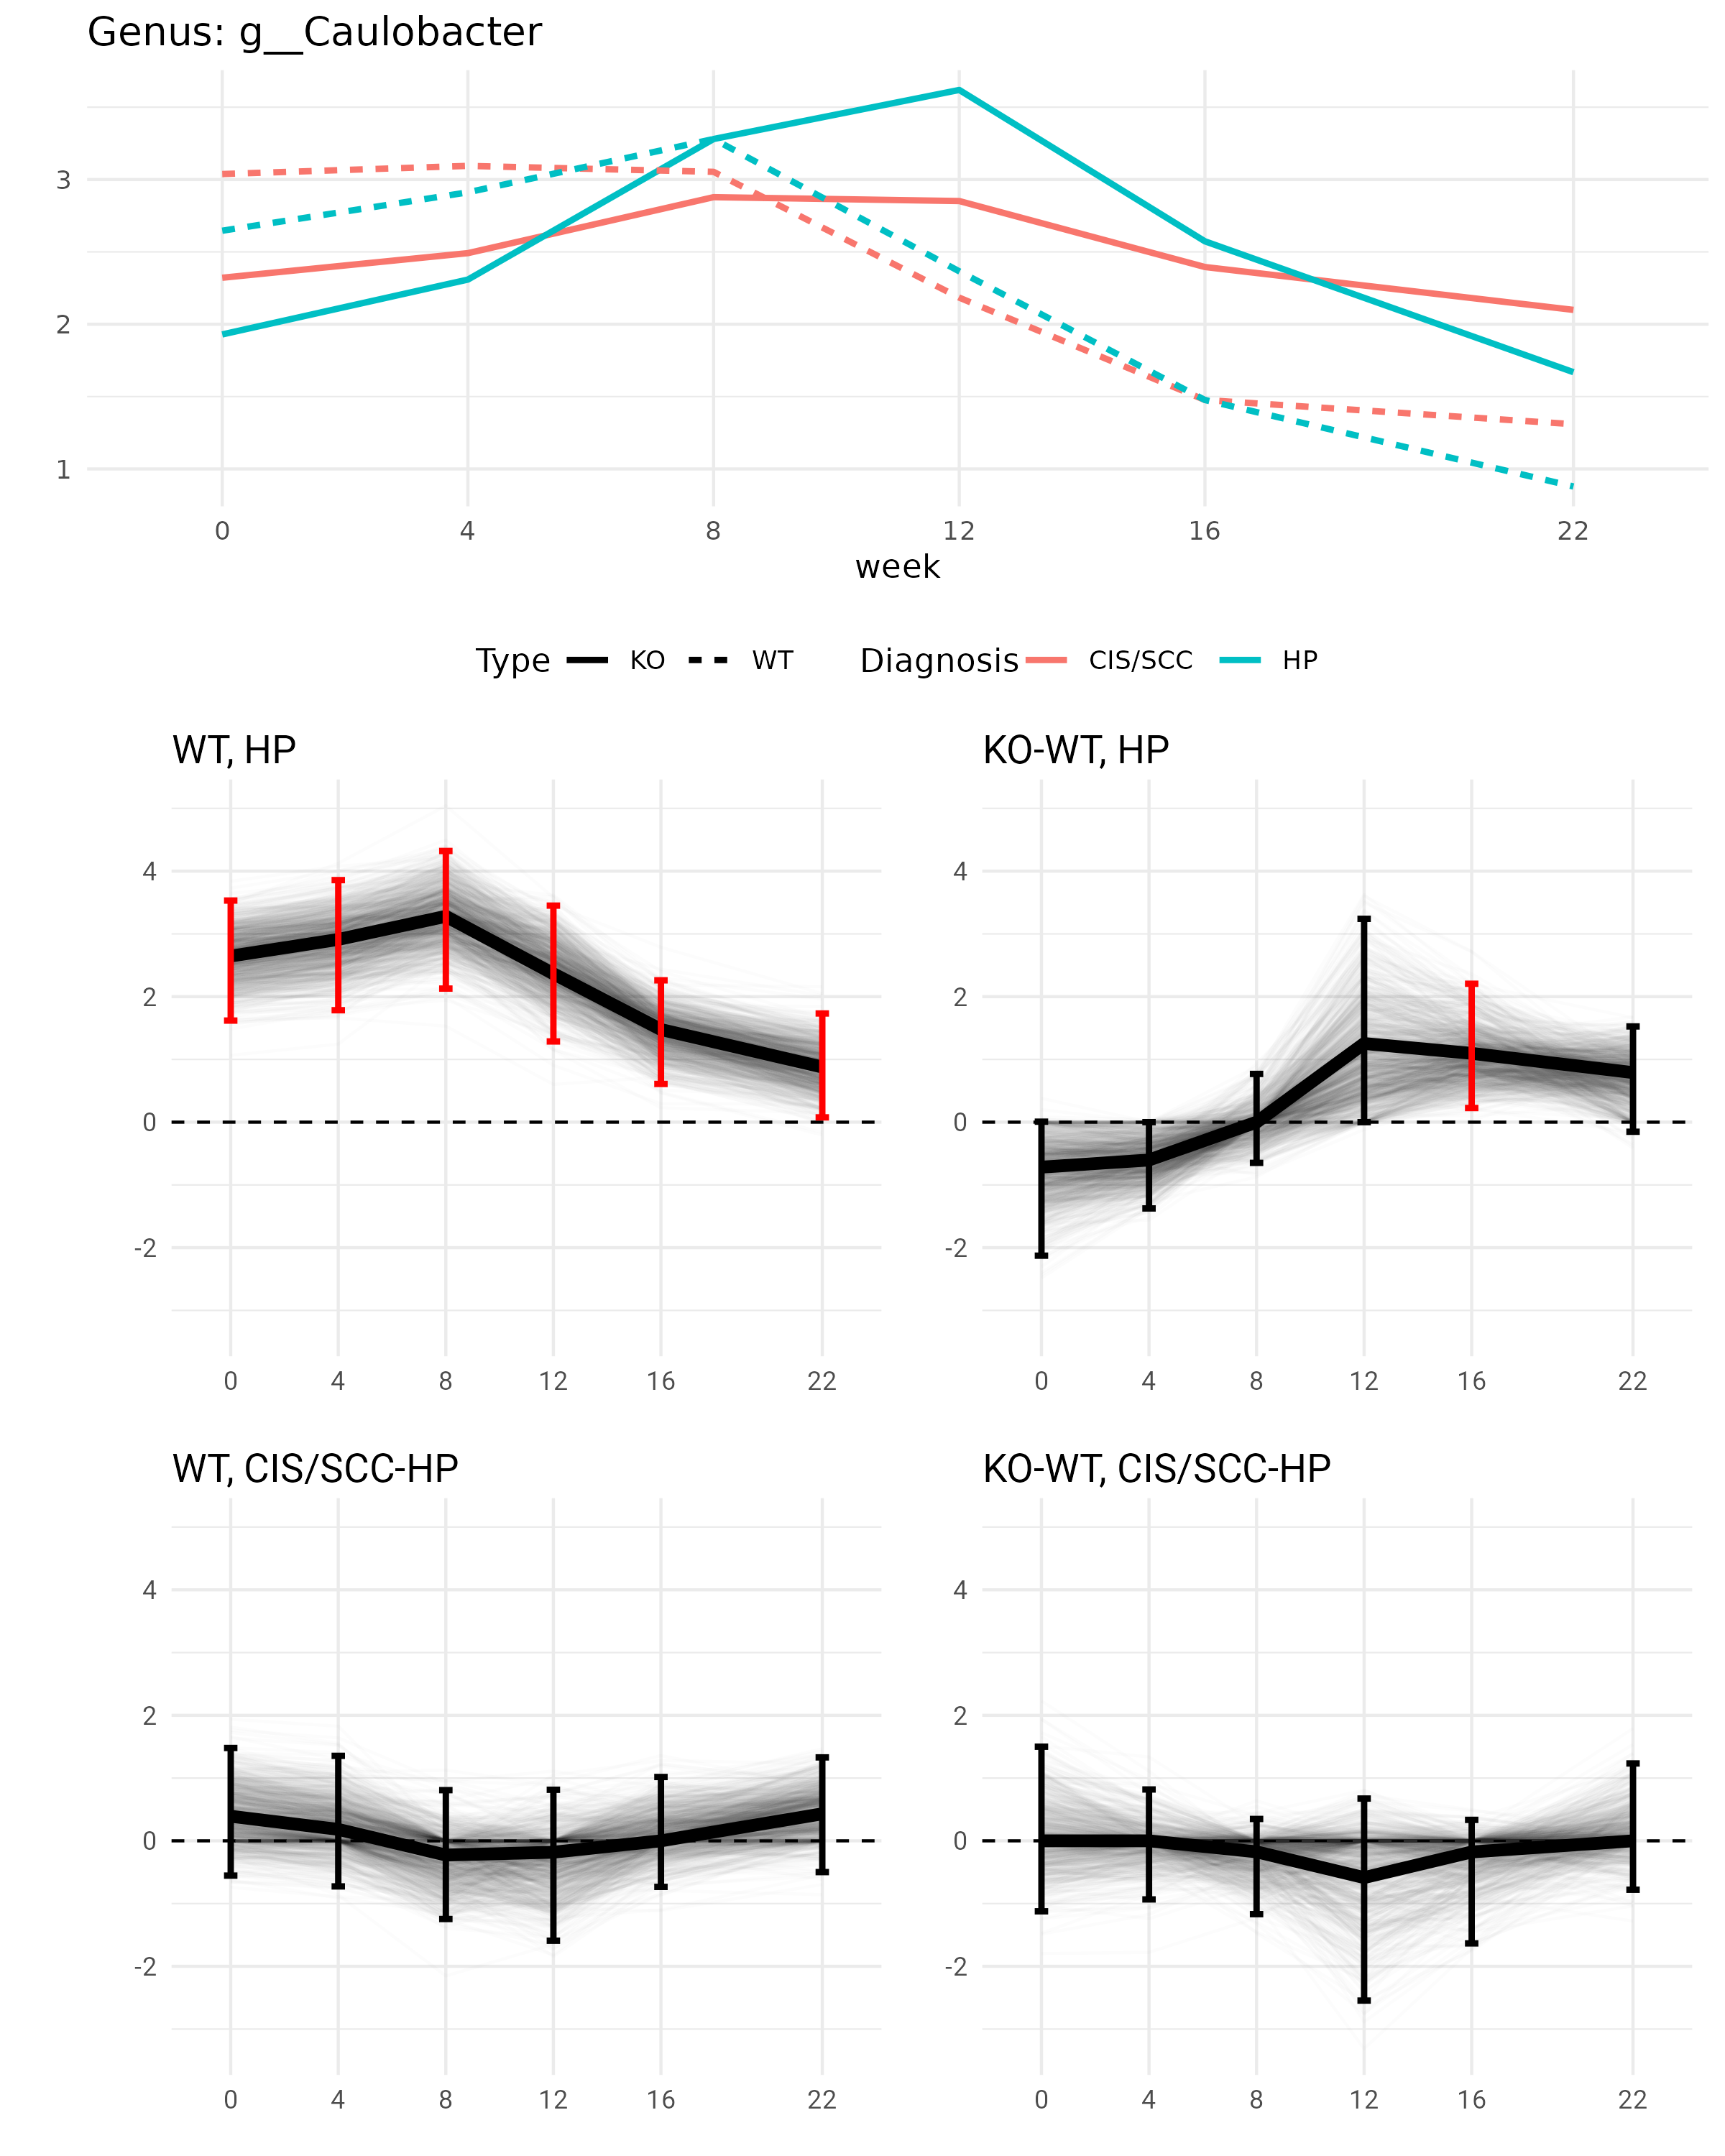 Genus: g__Caulobacter
3
2
1
0 4 8 12 16 22
week
Type KO WT Diagnosis CIS/SCC HP
WT, HP KO-WT, HP
4 4
2 2
0 0
-2 -2
0 4 8 12 16 22 0 4 8 12 16 22
WT, CIS/SCC-HP KO-WT, CIS/SCC-HP
4 4
2 2
0 0
-2 -2
0 4 8 12 16 22 0 4 8 12 16 22